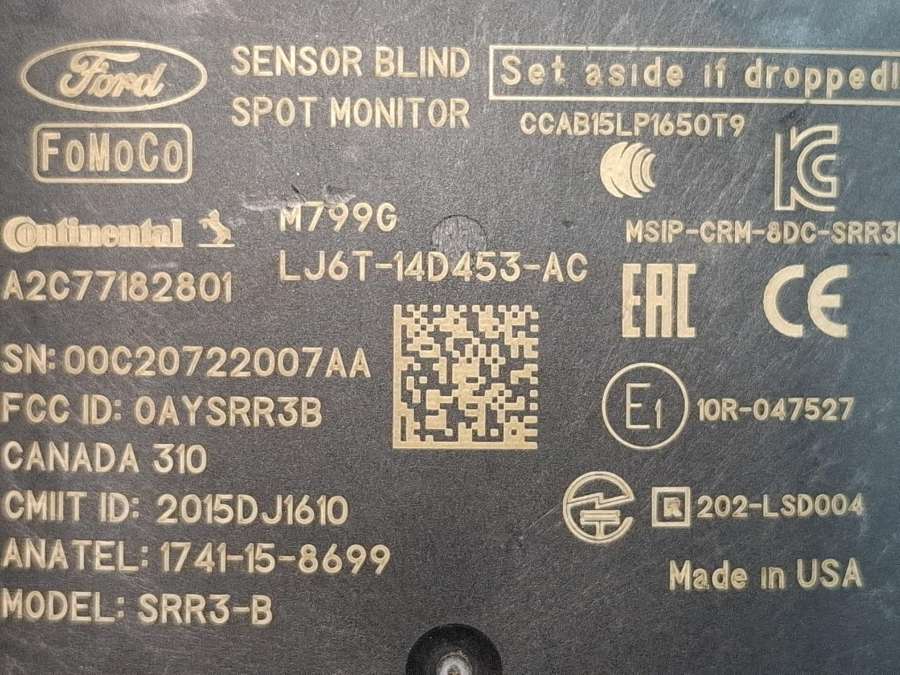 Ford
SENSOR BLIND
SPOT MONITOR
Set aside if dropped!
FoMoCo
CCAB15LP1650T9
Continental
M799G
MSIP-CRM-8DC-SRR3
A2C77182801
LJ6T-14D453-AC
EAC
CE
SN: 00C20722007AA
FCC ID: OAYSRR3B
E1 10R-047527
CANADA 310
CMIIT ID: 2015DJ1610
R 202-LSD004
ANATEL: 1741-15-8699
Made in USA
MODEL: SRR3-B